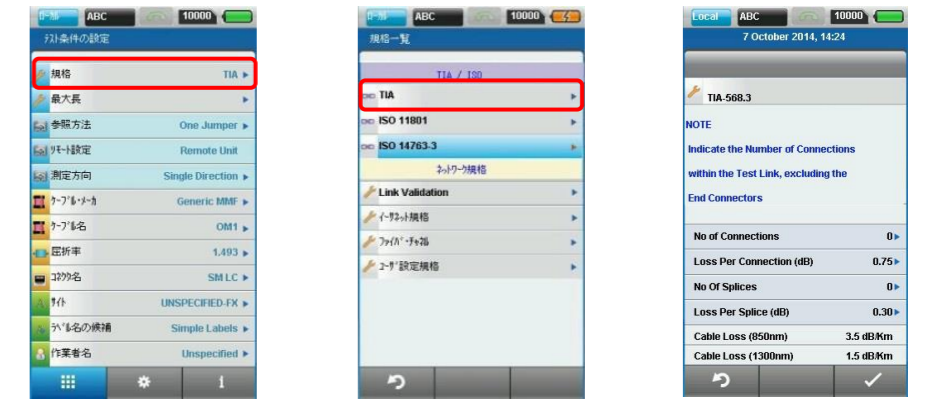 ﾛｰｶﾙ ABC 10000
ﾃｽﾄ条件の設定
規格 TIA
最大長
参照方法 One Jumper
ﾘﾓｰﾄ設定 Remote Unit
測定方向 Single Direction
ｹｰﾌﾞﾙ･ﾒｰｶ Generic MMF
ｹｰﾌﾞﾙ名 OM1
屈折率 1.493
ｺﾈｸﾀ名 SM LC
ｻｲﾄ UNSPECIFIED-FX
ﾗﾍﾞﾙ名の候補 Simple Labels
作業者名 Unspecified
i
ﾛｰｶﾙ ABC 10000
規格一覧
TIA / ISO
TIA
ISO 11801
ISO 14763-3
ﾈｯﾄﾜｰｸ規格
Link Validation
ｲｰｻﾈｯﾄ規格
ﾌｧｲﾊﾞ･ﾁｬﾈﾙ
ﾕｰｻﾞ設定規格
Local ABC 10000
7 October 2014, 14:24
TIA-568.3
NOTE
Indicate the Number of Connections
within the Test Link, excluding the
End Connectors
No of Connections 0
Loss Per Connection (dB) 0.75
No Of Splices 0
Loss Per Splice (dB) 0.30
Cable Loss (850nm) 3.5 dB/Km
Cable Loss (1300nm) 1.5 dB/Km